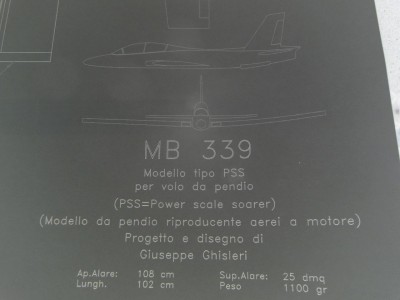 MB 339
Modello tipo PSS
per volo da pendio
(PSS=Power scale soarer)
(Modello da pendio riproducente aerei a motore)
Progetto e disegno di
Giuseppe Ghisleri
Ap.Alare: 108 cm Sup.Alare: 25 dmq
Lungh. 102 cm Peso 1100 gr